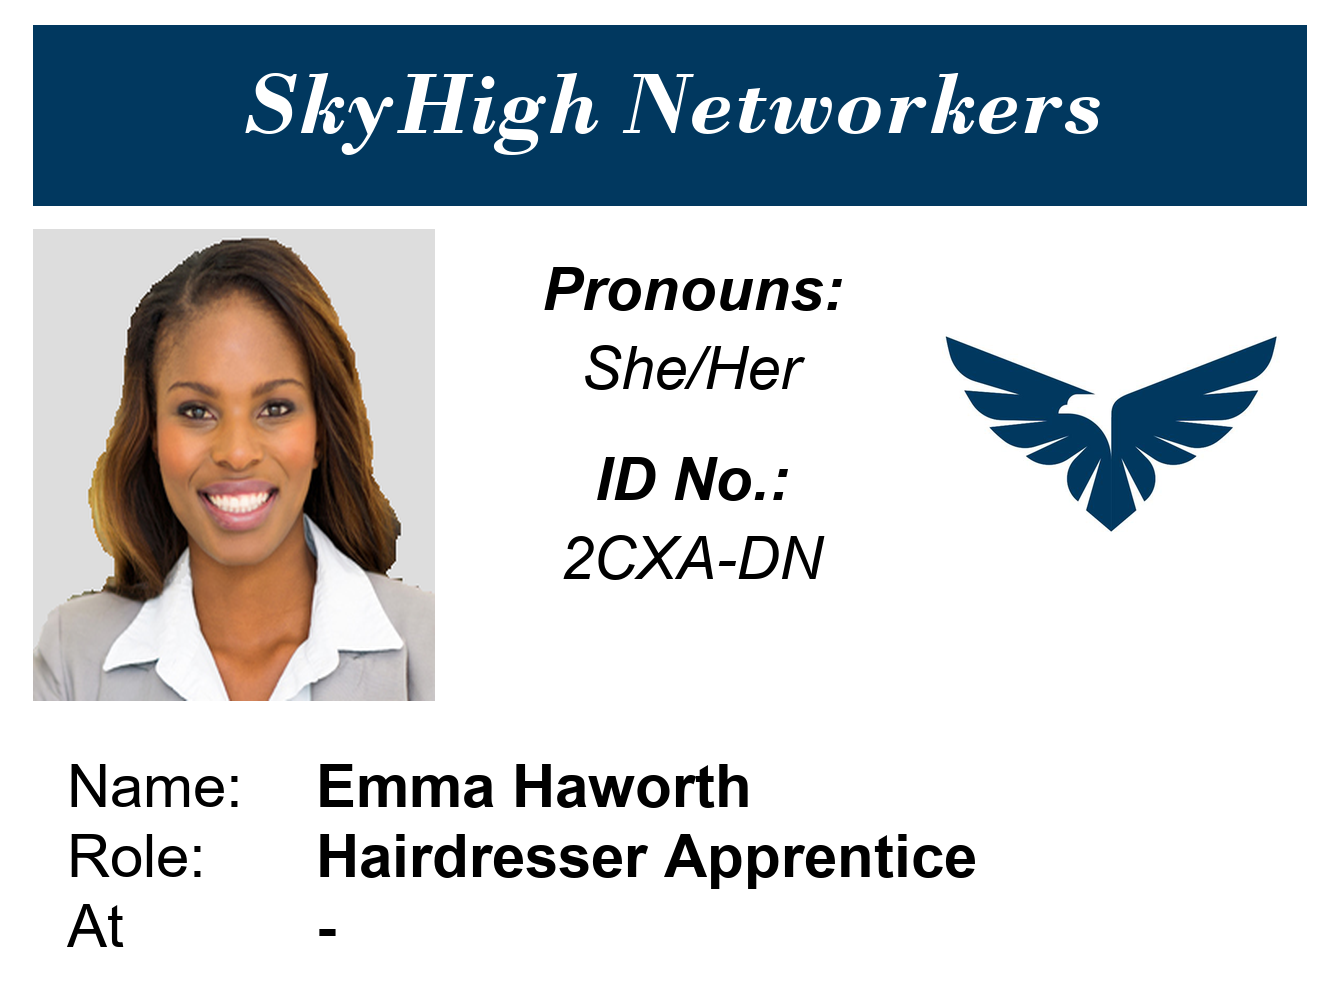 SkyHigh Networkers
Pronouns:
She/Her
ID No.:
2CXA-DN
Name: Emma Haworth
Role: Hairdresser Apprentice
At -